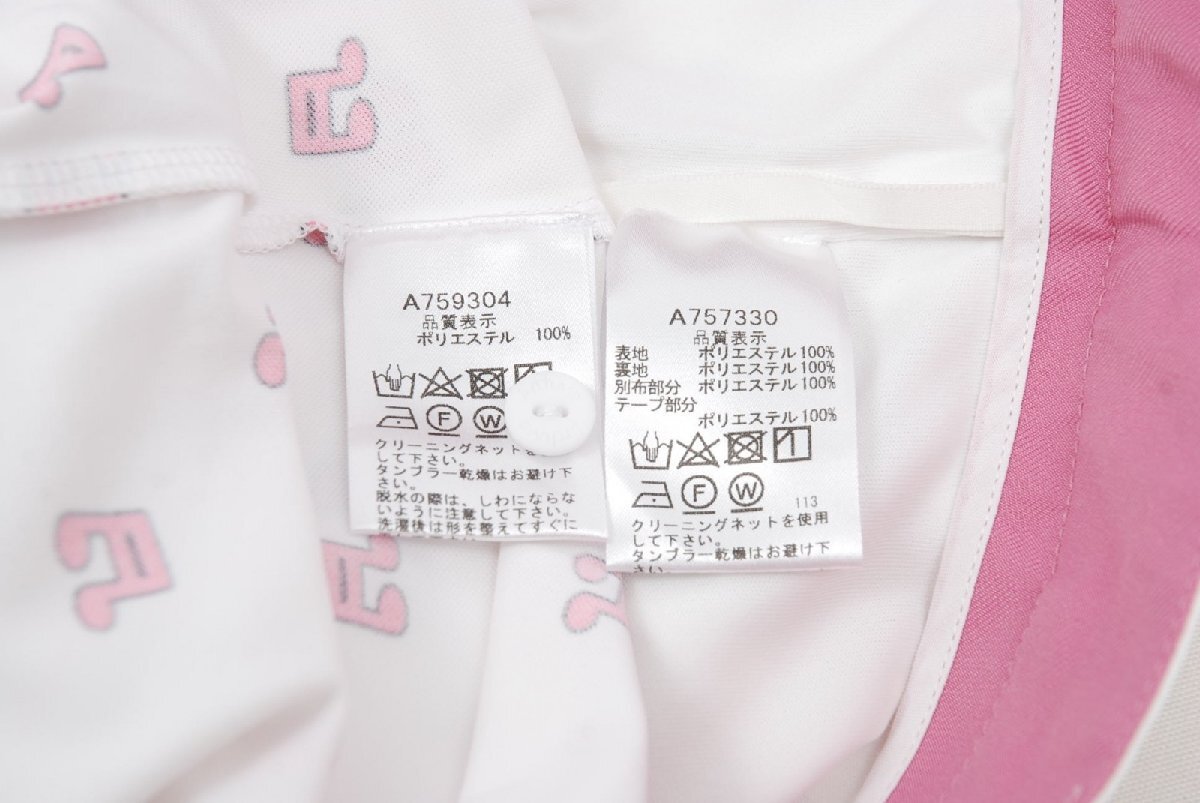 A759304
品質表示
ポリエステル 100%
F W
クリーニングネットを使用
して下さい。
タンブラー乾燥はお避け下
さい。
脱水の際は、しわにならな
いように注意して下さい。
洗濯後は形を整えてすぐに
A757330
品質表示
表地 ポリエステル100%
裏地 ポリエステル100%
別布部分 ポリエステル100%
テープ部分
ポリエステル100%
F W
113
クリーニングネットを使用
して下さい。
タンブラー乾燥はお避け下
さい。